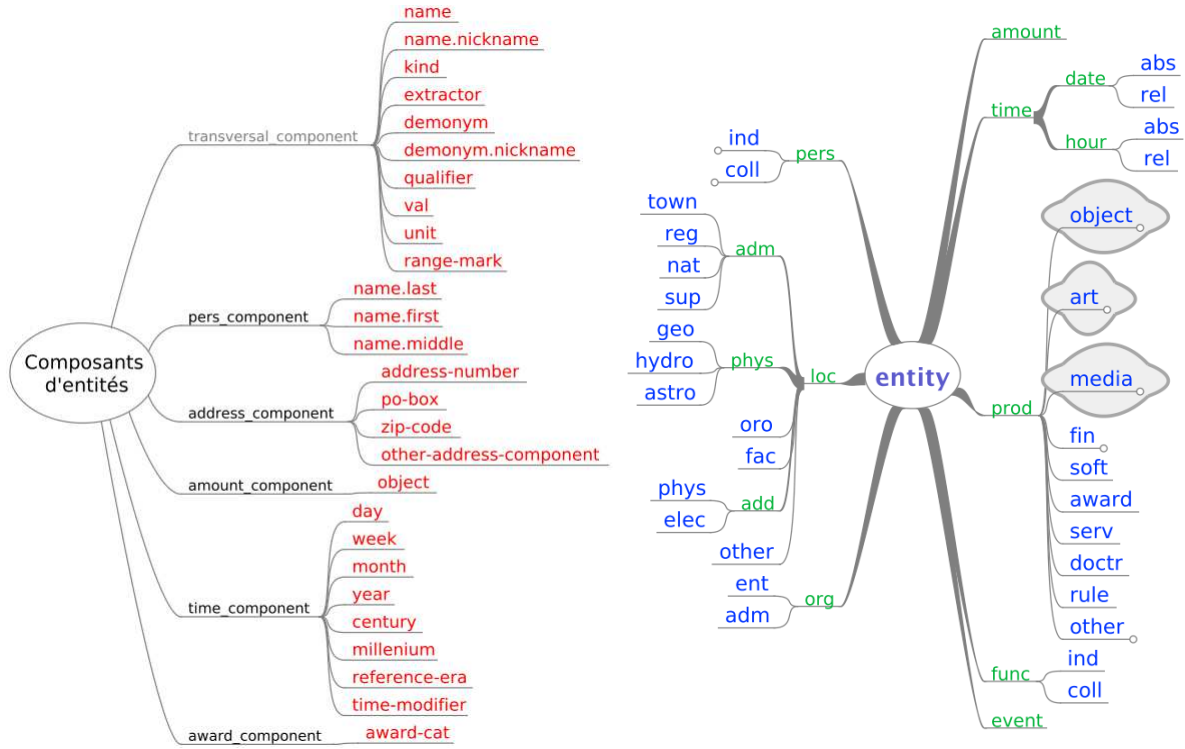 Composants
d'entités
transversal_component
name
name.nickname
kind
extractor
demonym
demonym.nickname
qualifier
val
unit
range-mark
pers_component
name.last
name.first
name.middle
address_component
address-number
po-box
zip-code
other-address-component
amount_component
object
time_component
day
week
month
year
century
millenium
reference-era
time-modifier
award_component
award-cat
entity
pers
ind
coll
loc
adm
town
reg
nat
sup
phys
geo
hydro
astro
oro
fac
add
phys
elec
other
org
ent
adm
amount
time
date
abs
rel
hour
abs
rel
prod
object
art
media
fin
soft
award
serv
doctr
rule
other
func
ind
coll
event